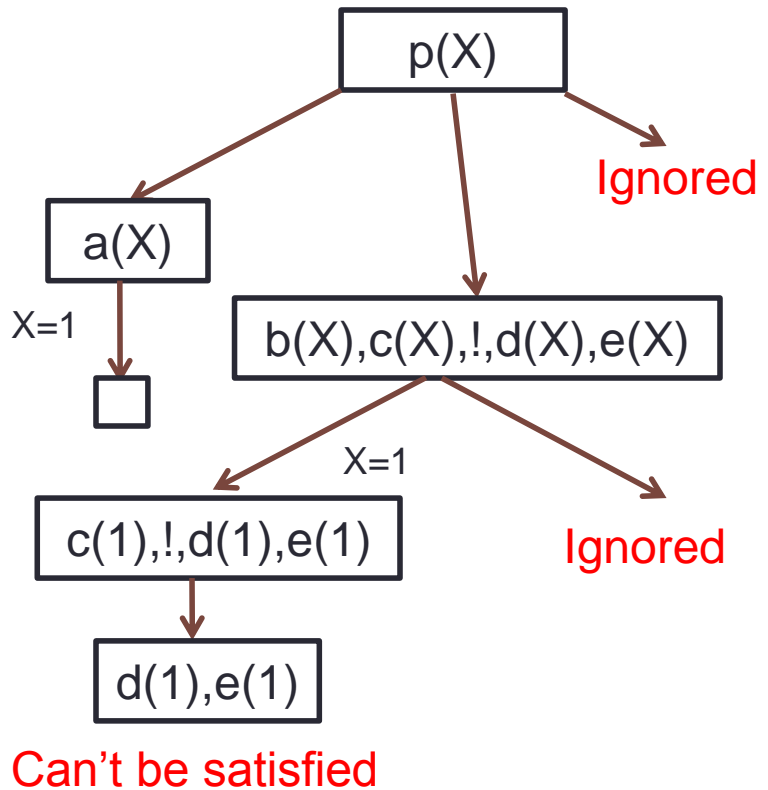 p(X)
Ignored
a(X)
X=1
b(X),c(X),!,d(X),e(X)
X=1
c(1),!,d(1),e(1)
Ignored
d(1),e(1)
Can't be satisfied